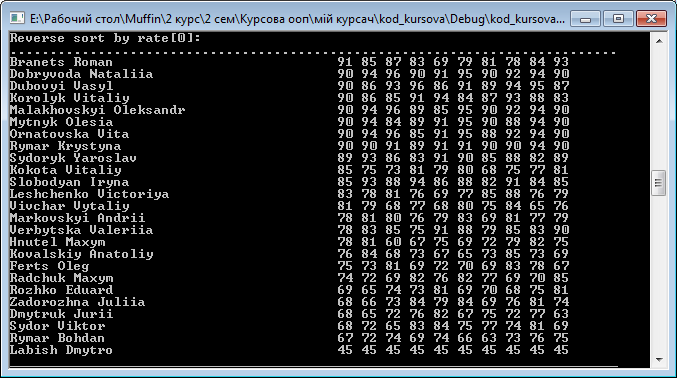 E:\Рабочий стол\Muffin\2 курс\2 сем\Курсова ооп\мій курсач\kod_kursova\Debug\kod_kursova...
Reverse sort by rate[0]:
Branets Roman 91 85 87 83 69 79 81 78 84 93
Dobryvoda Nataliia 90 94 96 90 91 95 90 92 94 90
Dubovyi Vasyl 90 86 93 96 86 91 89 94 95 87
Korolyk Vitaliy 90 86 85 91 94 84 87 93 88 83
Malakhovskyi Oleksandr 90 94 96 89 85 95 90 92 94 90
Mytnyk Olesia 90 94 84 89 91 95 90 88 94 90
Ornatovska Vita 90 94 96 85 91 95 88 92 94 90
Rymar Krystyna 90 90 91 89 91 91 90 90 94 90
Sydoryk Yaroslav 89 93 86 83 91 90 85 88 82 89
Kokota Vitaliy 85 75 73 81 79 80 68 75 77 81
Slobodyan Iryna 85 93 88 94 86 88 82 91 84 85
Leshchenko Victoriya 83 78 81 76 69 77 85 88 76 79
Vivchar Vytaliy 81 79 68 77 68 80 75 84 65 76
Markovskyi Andrii 78 81 80 76 79 83 69 81 77 79
Verbytska Valeriia 78 83 85 75 91 88 79 85 83 90
Hnutel Maxym 78 81 60 67 75 69 72 79 82 75
Kovalskiy Anatoliy 76 84 68 73 67 65 73 85 73 69
Ferts Oleg 75 73 81 69 72 70 69 83 78 67
Radchuk Maxym 74 72 69 82 76 82 77 69 70 85
Rozhko Eduard 69 65 74 73 81 69 70 68 75 81
Zadorozhna Juliia 68 66 73 84 79 84 69 76 81 74
Dmytruk Jurii 68 65 72 76 82 67 75 72 77 63
Sydor Viktor 68 72 65 83 84 75 77 74 81 69
Rymar Bohdan 67 72 74 69 74 66 63 73 76 75
Labish Dmytro 45 45 45 45 45 45 45 45 45 45